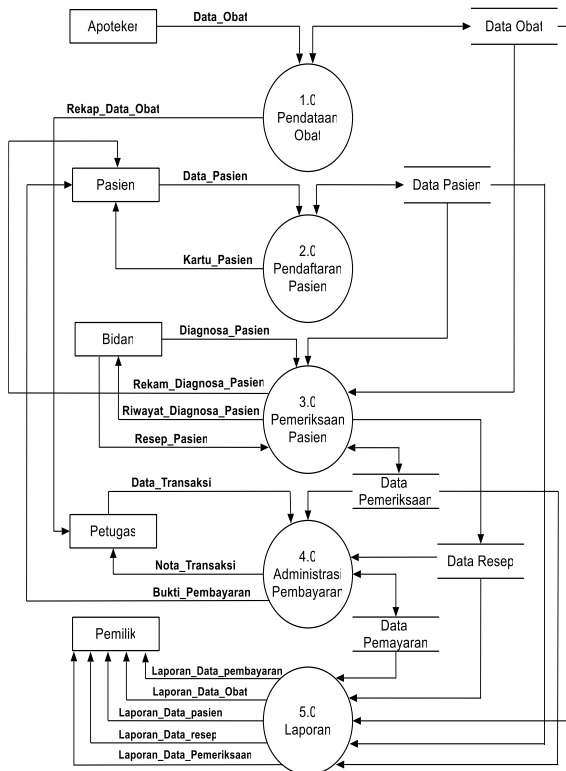 Data_Obat
Apoteker
Data Obat
1.0
Pendataan
Obat
Rekap_Data_Obat
Data_Pasien
Pasien
Data Pasien
2.0
Pendaftaran
Pasien
Kartu_Pasien
Diagnosa_Pasien
Bidan
Rekam_Diagnosa_Pasien
3.0
Pemeriksaan
Pasien
Riwayat_Diagnosa_Pasien
Resep_Pasien
Data
Pemeriksaan
Data_Transaksi
Petugas
4.0
Administrasi
Pembayaran
Data Resep
Nota_Transaksi
Bukti_Pembayaran
Data
Pemayaran
Pemilik
Laporan_Data_pembayaran
Laporan_Data_Obat
5.0
Laporan
Laporan_Data_pasien
Laporan_Data_resep
Laporan_Data_Pemeriksaan